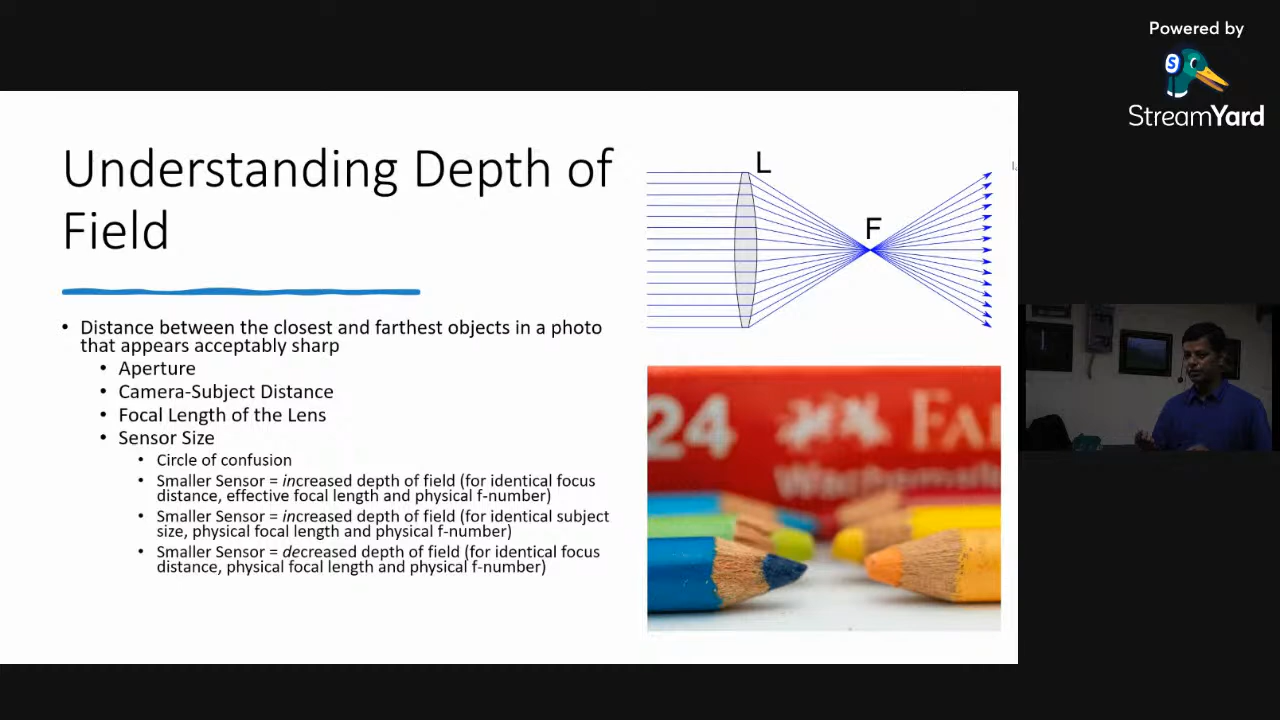 Powered by
S
StreamYard
Understanding Depth of
Field
L
F
• Distance between the closest and farthest objects in a photo
that appears acceptably sharp
• Aperture
• Camera-Subject Distance
• Focal Length of the Lens
• Sensor Size
• Circle of confusion
• Smaller Sensor = increased depth of field (for identical focus
distance, effective focal length and physical f-number)
• Smaller Sensor = increased depth of field (for identical subject
size, physical focal length and physical f-number)
• Smaller Sensor = decreased depth of field (for identical focus
distance, physical focal length and physical f-number)
24